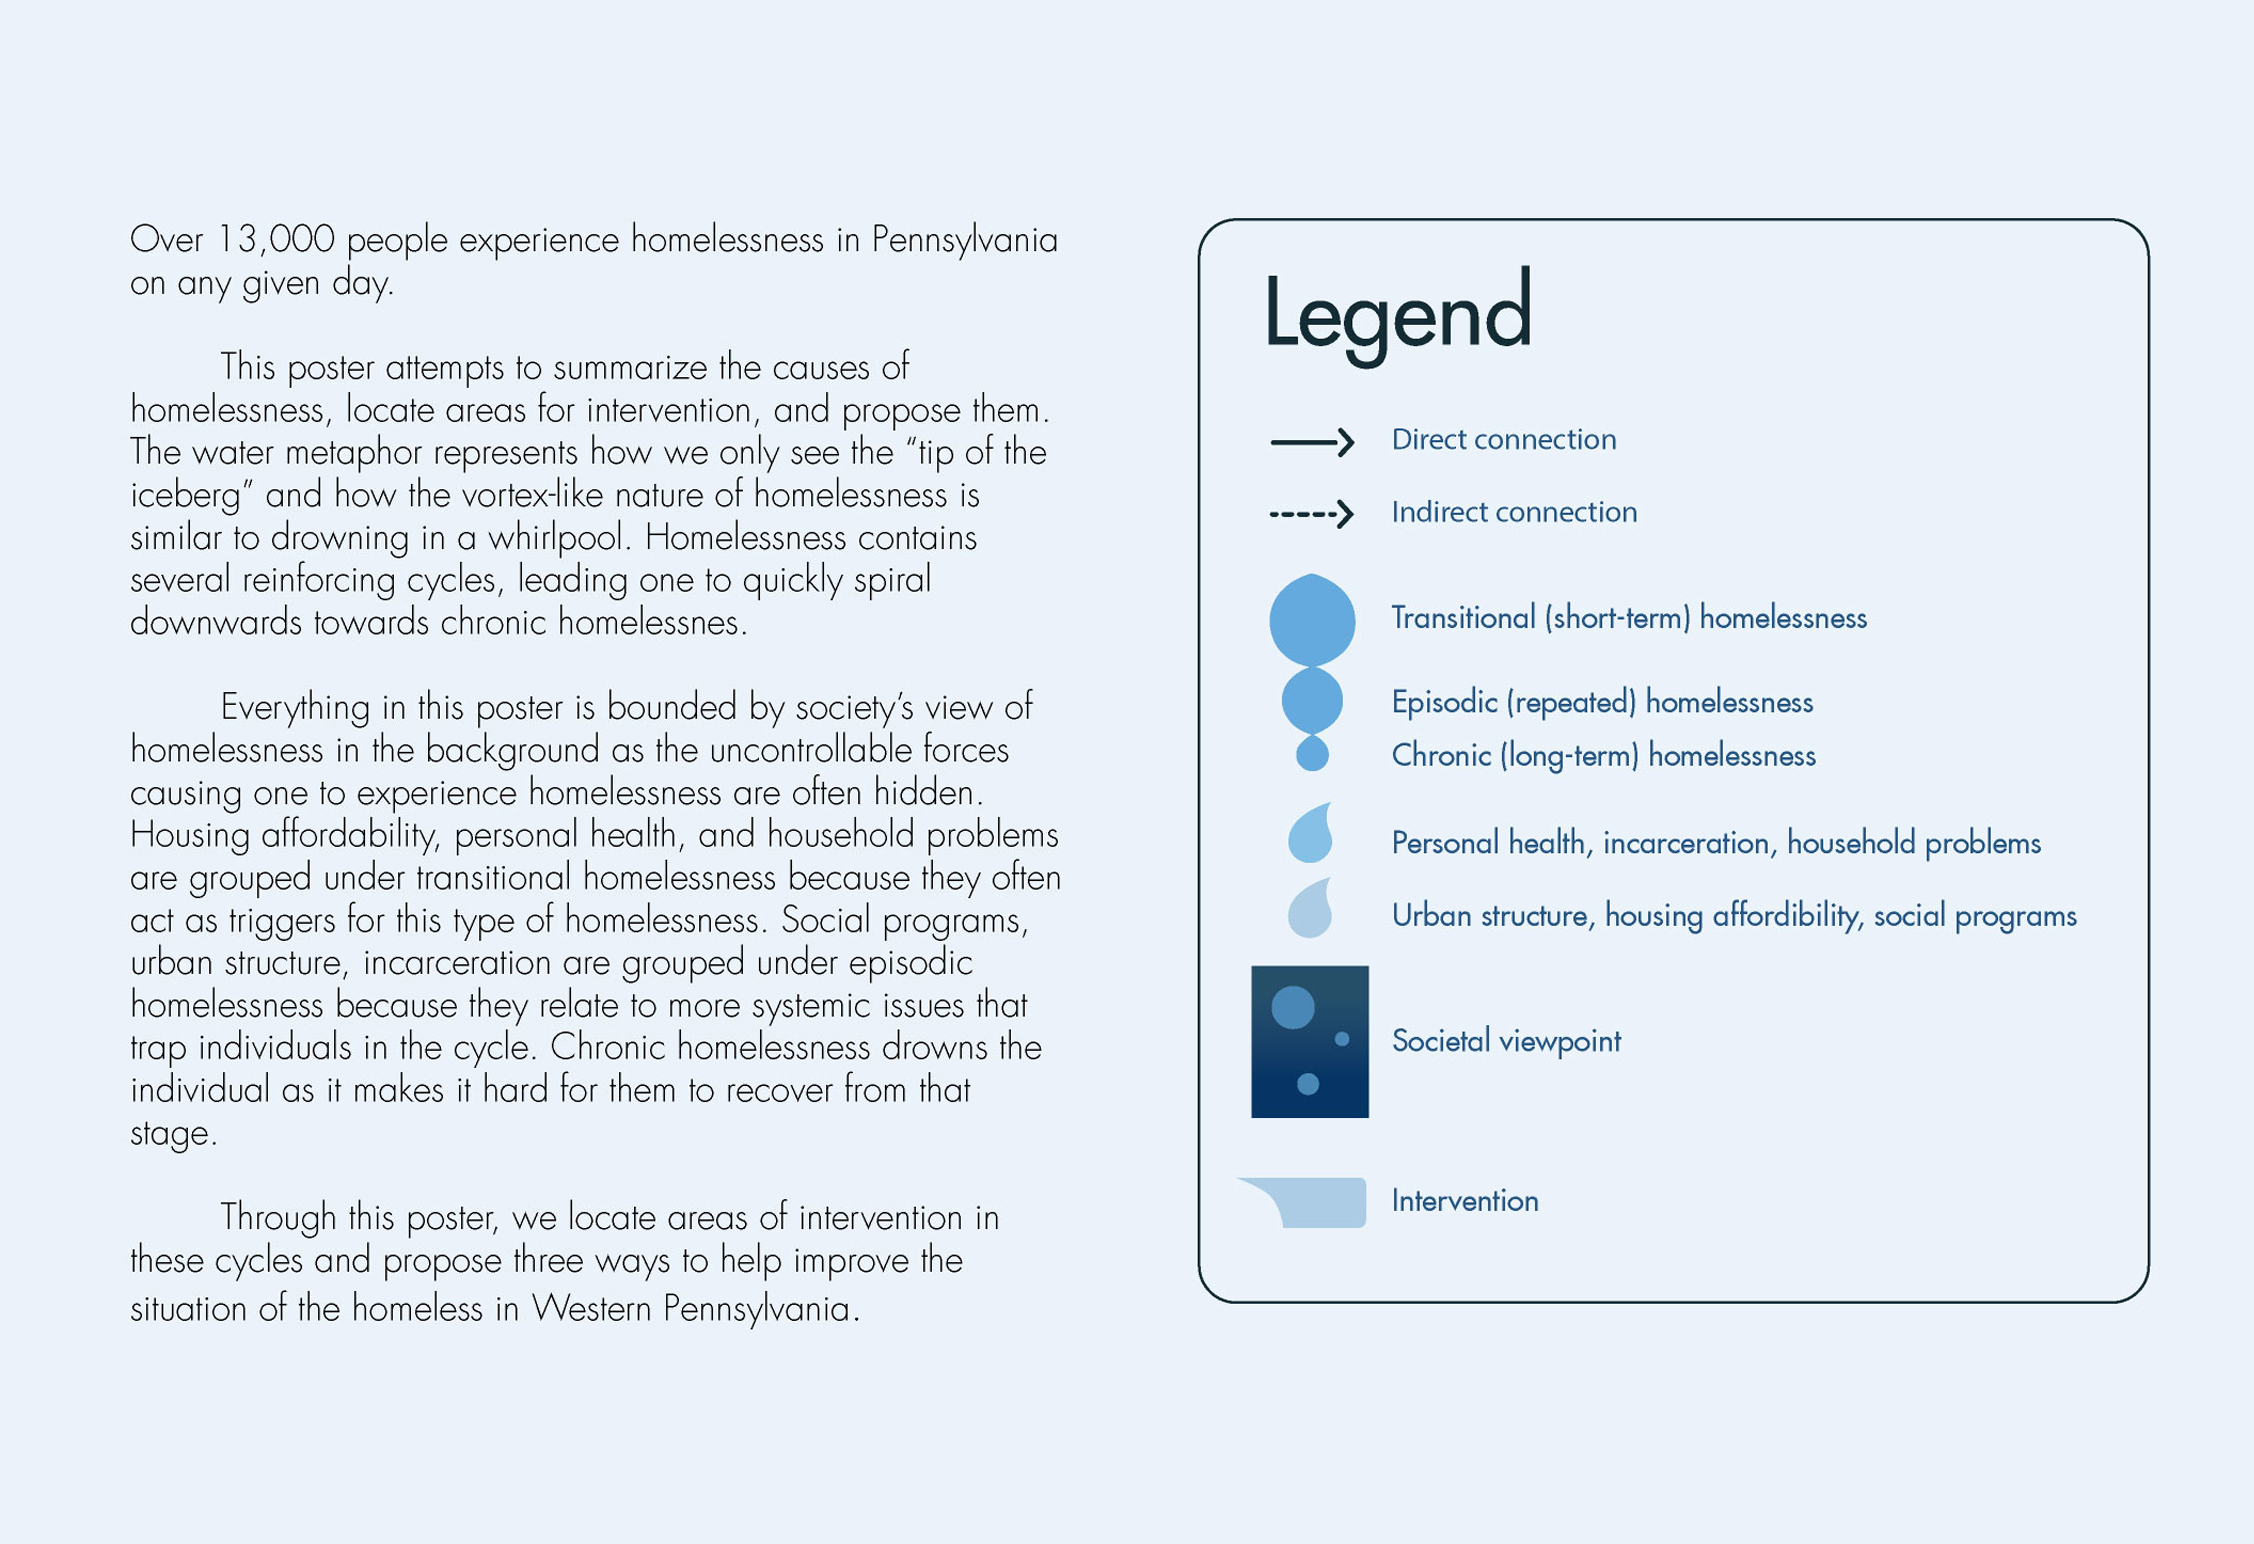 Over 13,000 people experience homelessness in Pennsylvania
on any given day.
This poster attempts to summarize the causes of
homelessness, locate areas for intervention, and propose them.
The water metaphor represents how we only see the “tip of the
iceberg” and how the vortex-like nature of homelessness is
similar to drowning in a whirlpool. Homelessness contains
several reinforcing cycles, leading one to quickly spiral
downwards towards chronic homelessnes.
Everything in this poster is bounded by society’s view of
homelessness in the background as the uncontrollable forces
causing one to experience homelessness are often hidden.
Housing affordability, personal health, and household problems
are grouped under transitional homelessness because they often
act as triggers for this type of homelessness. Social programs,
urban structure, incarceration are grouped under episodic
homelessness because they relate to more systemic issues that
trap individuals in the cycle. Chronic homelessness drowns the
individual as it makes it hard for them to recover from that
stage.
Through this poster, we locate areas of intervention in
these cycles and propose three ways to help improve the
situation of the homeless in Western Pennsylvania.
Legend
Direct connection
Indirect connection
Transitional (short-term) homelessness
Episodic (repeated) homelessness
Chronic (long-term) homelessness
Personal health, incarceration, household problems
Urban structure, housing affordibility, social programs
Societal viewpoint
Intervention